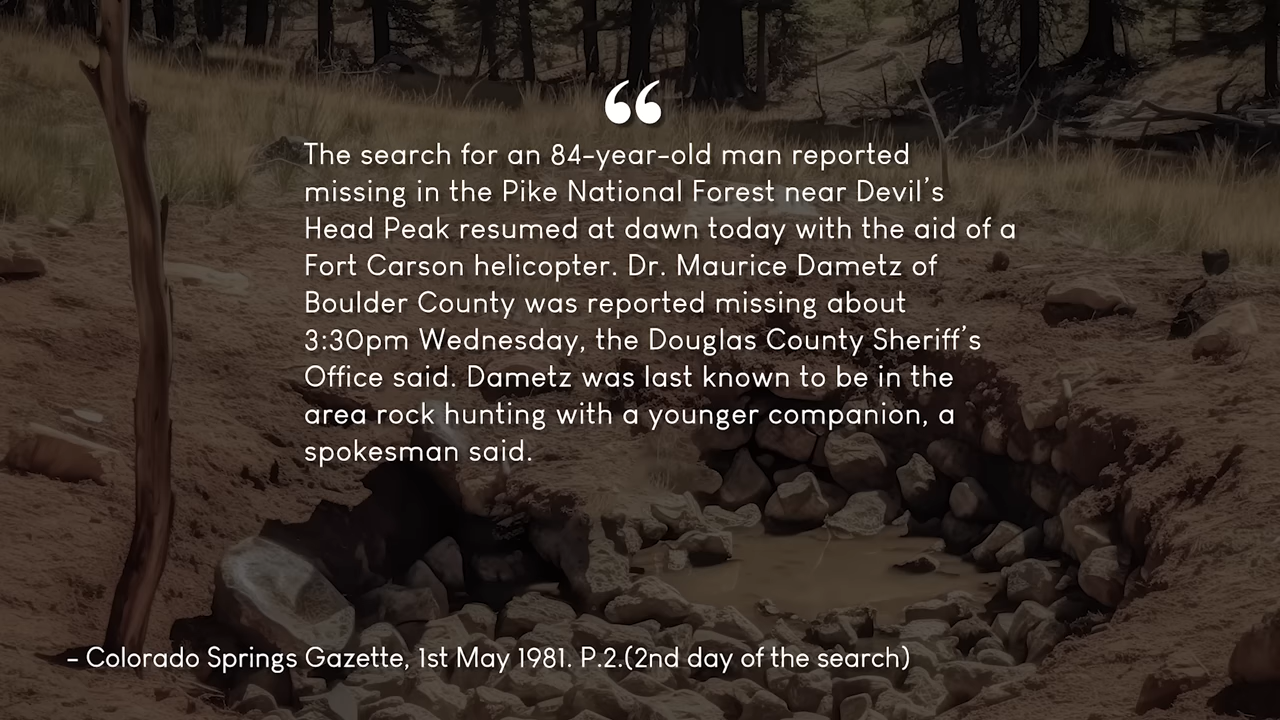 “
The search for an 84-year-old man reported
missing in the Pike National Forest near Devil’s
Head Peak resumed at dawn today with the aid of a
Fort Carson helicopter. Dr. Maurice Dametz of
Boulder County was reported missing about
3:30pm Wednesday, the Douglas County Sheriff’s
Office said. Dametz was last known to be in the
area rock hunting with a younger companion, a
spokesman said.
- Colorado Springs Gazette, 1st May 1981. P.2.(2nd day of the search)